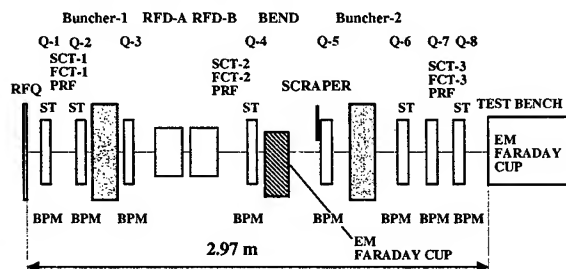 Buncher-1 RFD-A RFD-B BEND Buncher-2
Q-1 Q-2 Q-3 Q-4 Q-5 Q-6 Q-7 Q-8
SCT-1 SCT-2 SCT-3
FCT-1 FCT-2 FCT-3
PRF PRF PRF
SCRAPER
RFQ ST ST ST ST ST TEST BENCH
EM
FARADAY
CUP
BPM BPM BPM BPM BPM BPM BPM BPM
EM
FARADAY CUP
2.97 m